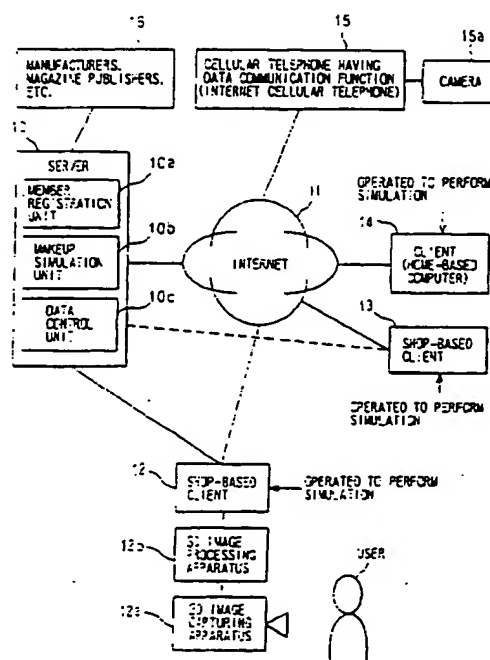 16
MANUFACTURERS,
MAGAZINE PUBLISHERS,
ETC.
15
CELLULAR TELEPHONE HAVING
DATA COMMUNICATION FUNCTION
(INTERNET CELLULAR TELEPHONE)
15a
CAMERA
10
SERVER
10a
MEMBER
REGISTRATION
UNIT
10b
MAKEUP
SIMULATION
UNIT
10c
DATA
CONTROL
UNIT
11
INTERNET
OPERATED TO PERFORM
SIMULATION
14
CLIENT
(HOME-BASED
COMPUTER)
13
SHOP-BASED
CLIENT
OPERATED TO PERFORM
SIMULATION
12
SHOP-BASED
CLIENT
OPERATED TO PERFORM
SIMULATION
12b
3D IMAGE
PROCESSING
APPARATUS
12a
3D IMAGE
CAPTURING
APPARATUS
USER